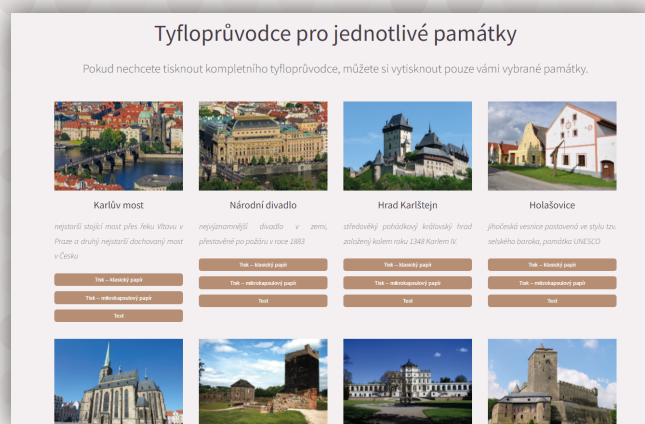 Tyfloprůvodce pro jednotlivé památky
Pokud nechcete tisknout kompletního tyfloprůvodce, můžete si vytisknout pouze vámi vybrané památky.
Karlův most
nejstarší stojící most přes řeku Vltavu v
Praze a druhý nejstarší dochovaný most
v Česku
Tisk – klasický papír
Tisk – mikrokapsulový papír
Text
Národní divadlo
nejvýznamnější divadlo v zemi,
přestavěné po požáru v roce 1883
Tisk – klasický papír
Tisk – mikrokapsulový papír
Text
Hrad Karlštejn
středověký pohádkový královský hrad
založený kolem roku 1348 Karlem IV.
Tisk – klasický papír
Tisk – mikrokapsulový papír
Text
Holašovice
jihočeská vesnice postavená ve stylu tzv.
selského baroka, památka UNESCO
Tisk – klasický papír
Tisk – mikrokapsulový papír
Text